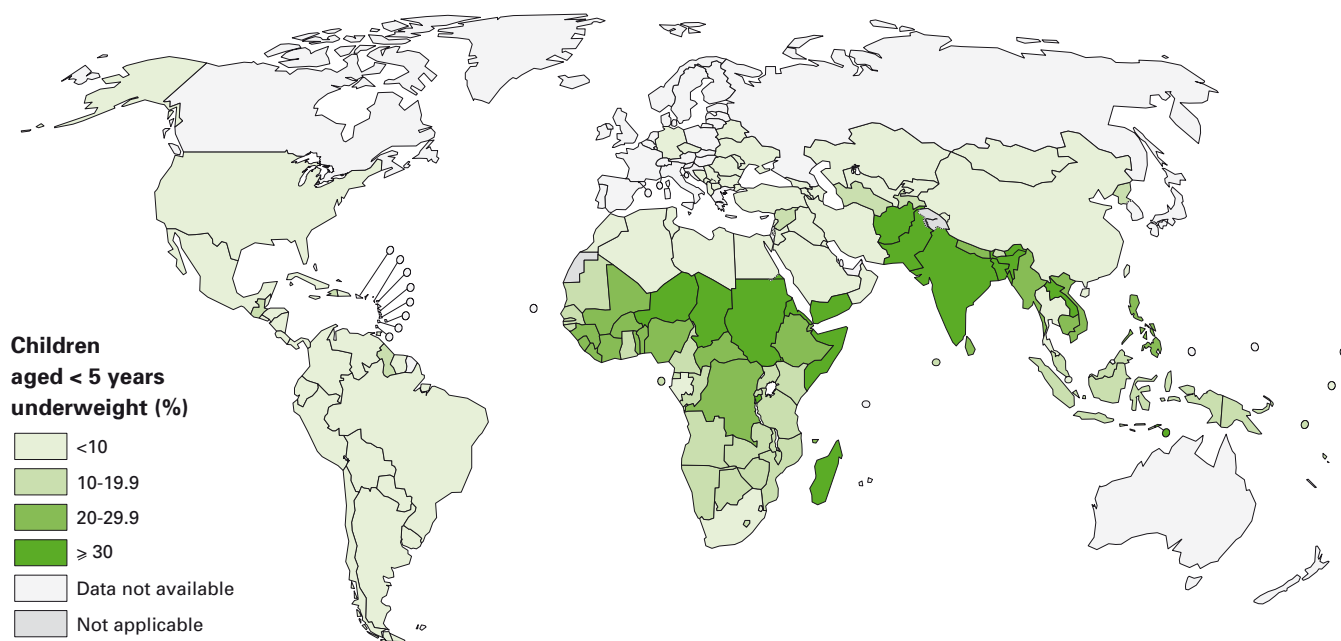 Children
aged < 5 years
underweight (%)
<10
10-19.9
20-29.9
⩾ 30
Data not available
Not applicable